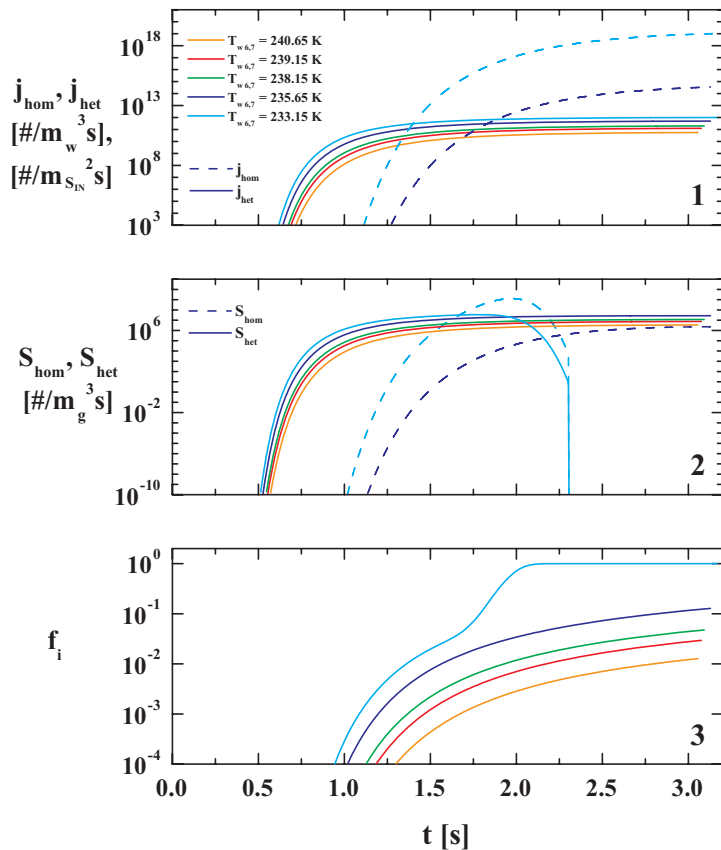 10^18
10^13
10^8
10^3
j_hom, j_het
[#/m_w^3 s],
[#/m_S_IN^2 s]
T_w 6,7 = 240.65 K
T_w 6,7 = 239.15 K
T_w 6,7 = 238.15 K
T_w 6,7 = 235.65 K
T_w 6,7 = 233.15 K
j_hom
j_het
1
10^6
10^-2
10^-10
S_hom, S_het
[#/m_g^3 s]
S_hom
S_het
2
10^0
10^-1
10^-2
10^-3
10^-4
f_i
3
0.0 0.5 1.0 1.5 2.0 2.5 3.0
t [s]